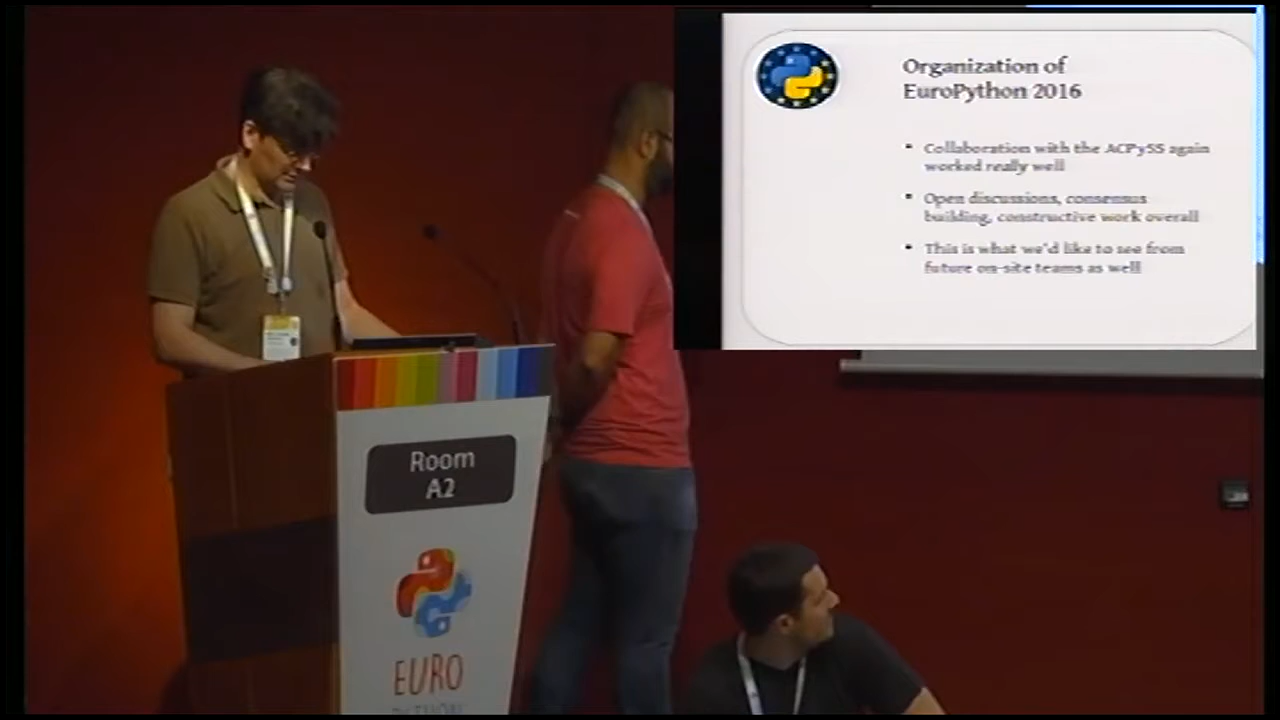 Organization of
EuroPython 2016
Collaboration with the ACPySS again
worked really well
Open discussions, consensus
building, constructive work overall
This is what we'd like to see from
future on-site teams as well
Room
A2
EURO
PYTHON